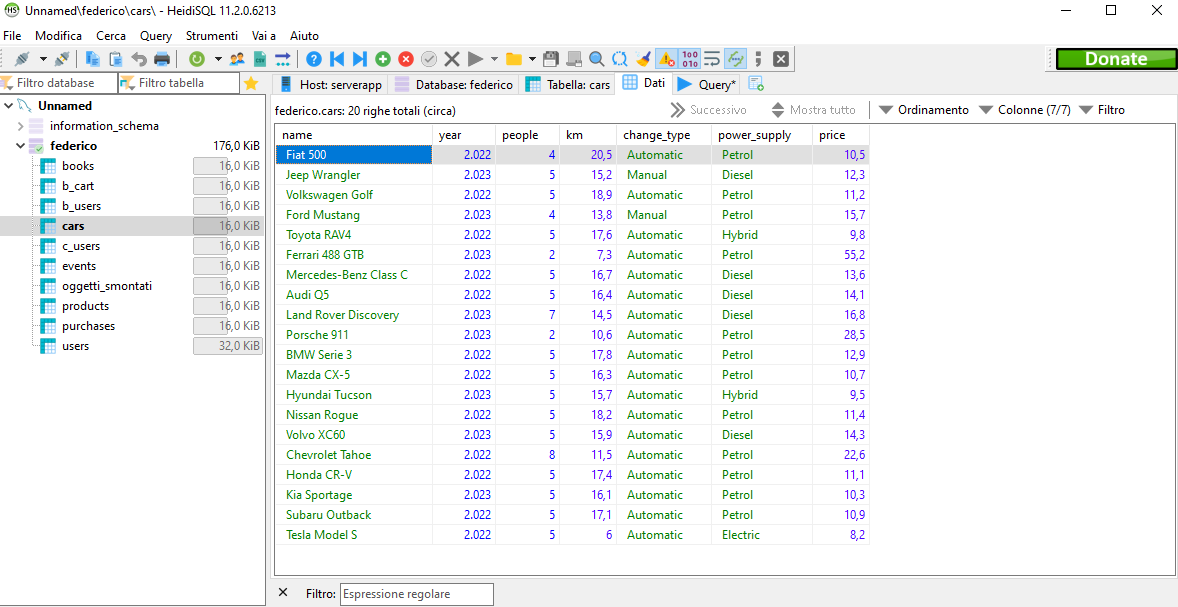 Unnamed\federico\cars\ - HeidiSQL 11.2.0.6213
File Modifica Cerca Query Strumenti Vai a Aiuto
Donate
Filtro database Filtro tabella
Host: serverapp Database: federico Tabella: cars Dati Query*
federico.cars: 20 righe totali (circa) Successivo Mostra tutto Ordinamento Colonne (7/7) Filtro
Unnamed
information_schema
federico 176,0 KiB
books 16,0 KiB
b_cart 16,0 KiB
b_users 16,0 KiB
cars 16,0 KiB
c_users 16,0 KiB
events 16,0 KiB
oggetti_smontati 16,0 KiB
products 16,0 KiB
purchases 16,0 KiB
users 32,0 KiB
name year people km change_type power_supply price
Fiat 500 2.022 4 20,5 Automatic Petrol 10,5
Jeep Wrangler 2.023 5 15,2 Manual Diesel 12,3
Volkswagen Golf 2.022 5 18,9 Automatic Petrol 11,2
Ford Mustang 2.023 4 13,8 Manual Petrol 15,7
Toyota RAV4 2.022 5 17,6 Automatic Hybrid 9,8
Ferrari 488 GTB 2.023 2 7,3 Automatic Petrol 55,2
Mercedes-Benz Class C 2.022 5 16,7 Automatic Diesel 13,6
Audi Q5 2.022 5 16,4 Automatic Diesel 14,1
Land Rover Discovery 2.023 7 14,5 Automatic Diesel 16,8
Porsche 911 2.023 2 10,6 Automatic Petrol 28,5
BMW Serie 3 2.022 5 17,8 Automatic Petrol 12,9
Mazda CX-5 2.022 5 16,3 Automatic Petrol 10,7
Hyundai Tucson 2.023 5 15,7 Automatic Hybrid 9,5
Nissan Rogue 2.022 5 18,2 Automatic Petrol 11,4
Volvo XC60 2.023 5 15,9 Automatic Diesel 14,3
Chevrolet Tahoe 2.022 8 11,5 Automatic Petrol 22,6
Honda CR-V 2.022 5 17,4 Automatic Petrol 11,1
Kia Sportage 2.023 5 16,1 Automatic Petrol 10,3
Subaru Outback 2.022 5 17,1 Automatic Petrol 10,9
Tesla Model S 2.022 5 6 Automatic Electric 8,2
Filtro: Espressione regolare